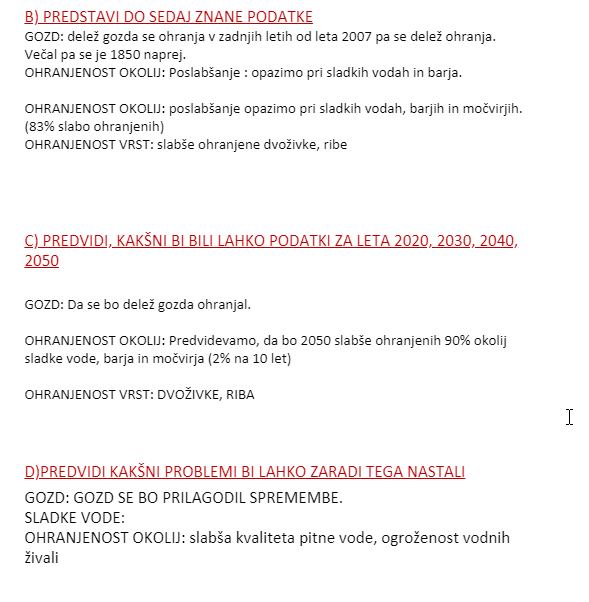 B) PREDSTAVI DO SEDAJ ZNANE PODATKE
GOZD: delež gozda se ohranja v zadnjih letih od leta 2007 pa se delež ohranja.
Večal pa se je 1850 naprej.
OHRANJENOST OKOLIJ: Poslabšanje : opazimo pri sladkih vodah in barja.
OHRANJENOST OKOLIJ: poslabšanje opazimo pri sladkih vodah, barjih in močvirjih.
(83% slabo ohranjenih)
OHRANJENOST VRST: slabše ohranjene dvoživke, ribe
C) PREDVIDI, KAKŠNI BI BILI LAHKO PODATKI ZA LETA 2020, 2030, 2040,
2050
GOZD: Da se bo delež gozda ohranjal.
OHRANJENOST OKOLIJ: Predvidevamo, da bo 2050 slabše ohranjenih 90% okolij
sladke vode, barja in močvirja (2% na 10 let)
OHRANJENOST VRST: DVOŽIVKE, RIBA
D)PREDVIDI KAKŠNI PROBLEMI BI LAHKO ZARADI TEGA NASTALI
GOZD: GOZD SE BO PRILAGODIL SPREMEMBE.
SLADKE VODE:
OHRANJENOST OKOLIJ: slabša kvaliteta pitne vode, ogroženost vodnih
živali